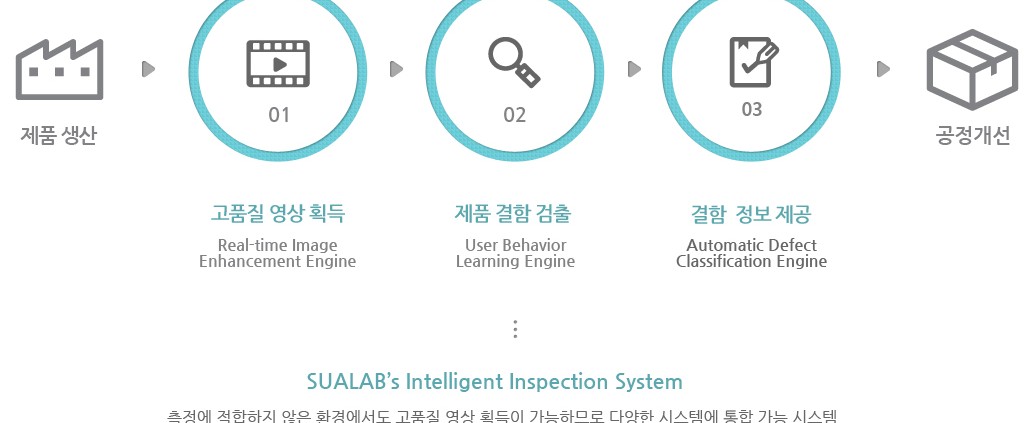 01
02
03
제품 생산
공정개선
고품질 영상 획득
제품 결함 검출
결함 정보 제공
Real-time Image
Enhancement Engine
User Behavior
Learning Engine
Automatic Defect
Classification Engine
SUALAB's Intelligent Inspection System
측정에 적합하지 않은 환경에서도 고품질 영상 획득이 가능하므로 다양한 시스템에 통합 가능 시스템